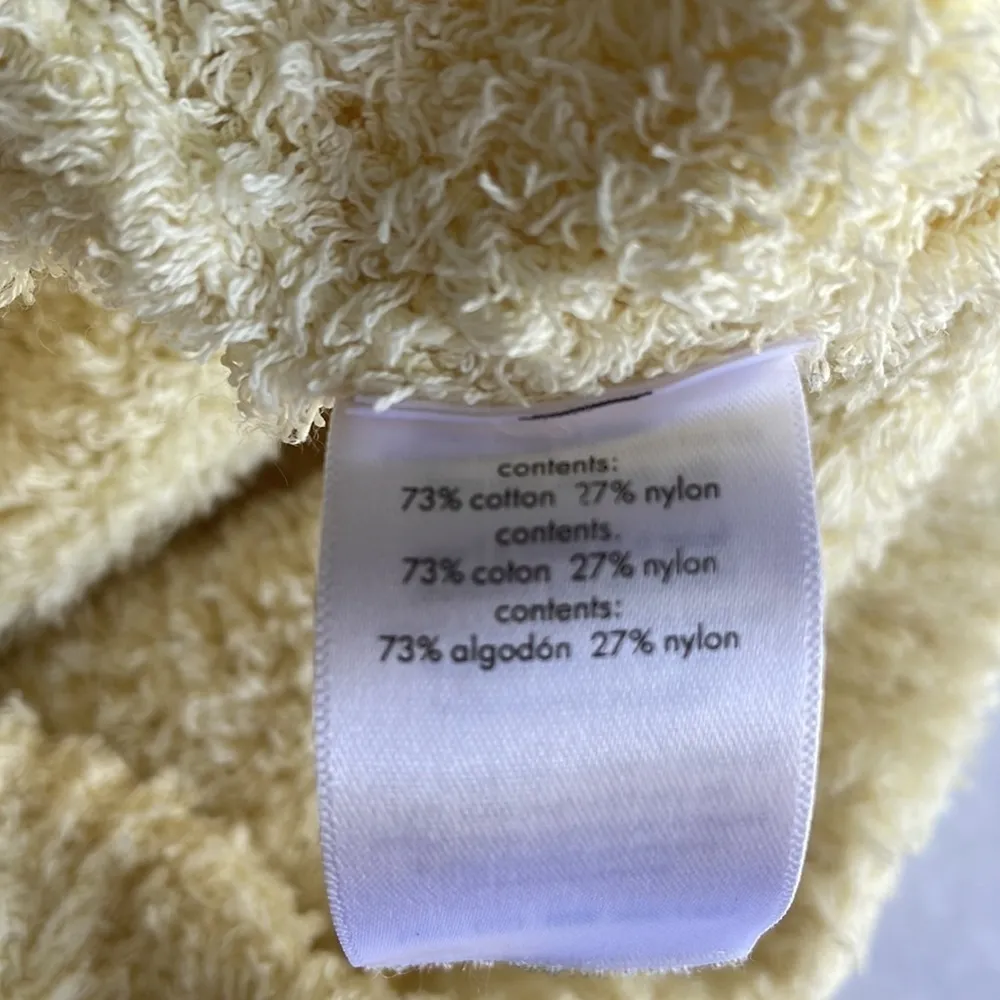 contents:
73% cotton 27% nylon
contents.
73% coton 27% nylon
contents:
73% algodón 27% nylon